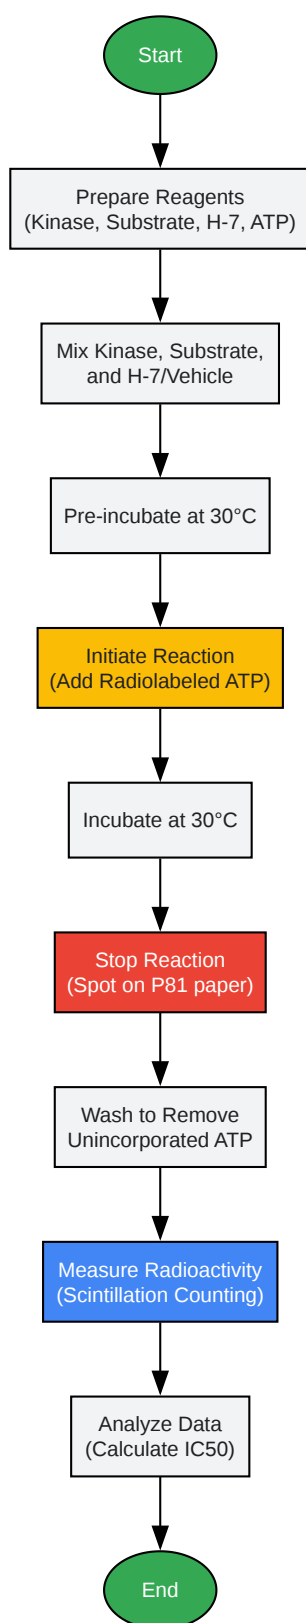 Start
Prepare Reagents
(Kinase, Substrate, H-7, ATP)
Mix Kinase, Substrate,
and H-7/Vehicle
Pre-incubate at 30°C
Initiate Reaction
(Add Radiolabeled ATP)
Incubate at 30°C
Stop Reaction
(Spot on P81 paper)
Wash to Remove
Unincorporated ATP
Measure Radioactivity
(Scintillation Counting)
Analyze Data
(Calculate IC50)
End